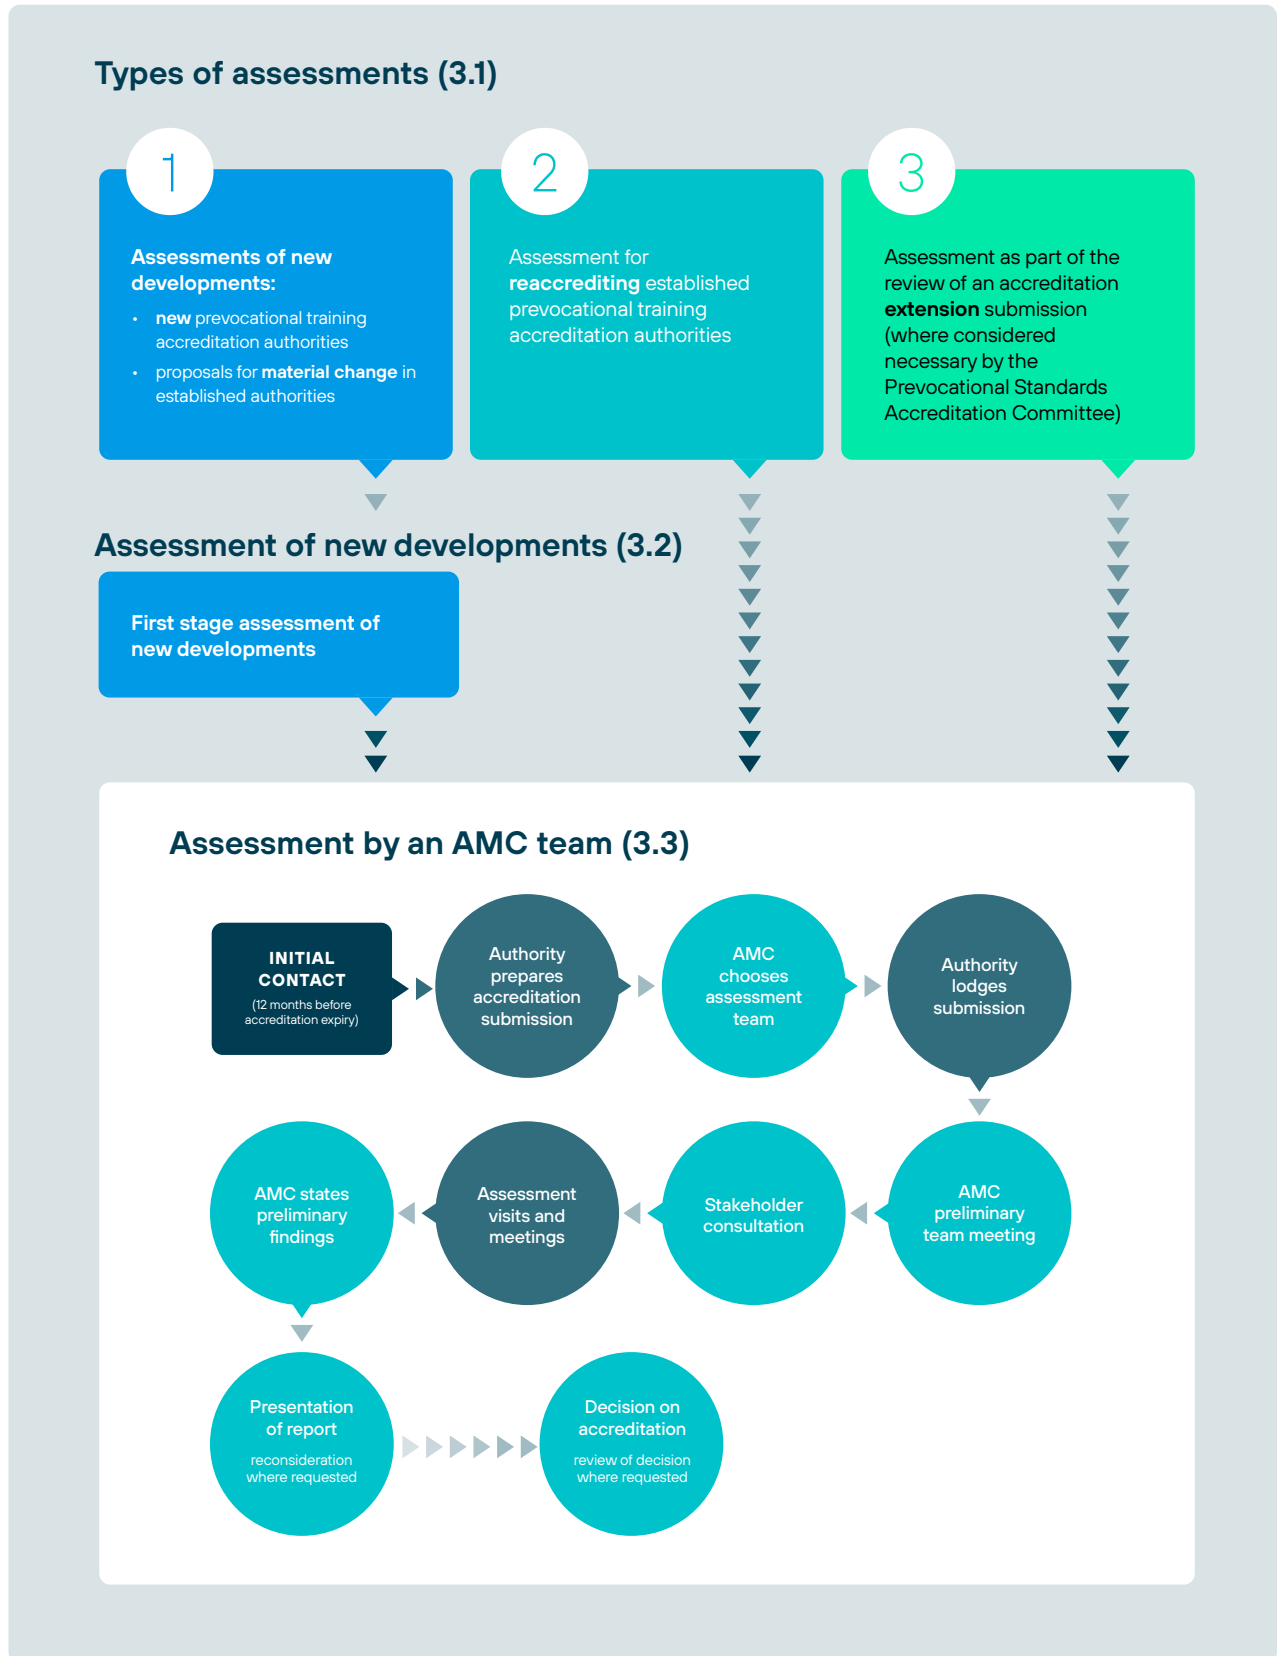 Types of assessments (3.1)
1
Assessments of new
developments:
• new prevocational training
accreditation authorities
• proposals for material change in
established authorities
2
Assessment for
reaccrediting established
prevocational training
accreditation authorities
3
Assessment as part of the
review of an accreditation
extension submission
(where considered
necessary by the
Prevocational Standards
Accreditation Committee)
Assessment of new developments (3.2)
First stage assessment of
new developments
Assessment by an AMC team (3.3)
INITIAL
CONTACT
(12 months before
accreditation expiry)
Authority
prepares
accreditation
submission
AMC
chooses
assessment
team
Authority
lodges
submission
AMC
preliminary
team meeting
Stakeholder
consultation
Assessment
visits and
meetings
AMC states
preliminary
findings
Presentation
of report
reconsideration
where requested
Decision on
accreditation
review of decision
where requested